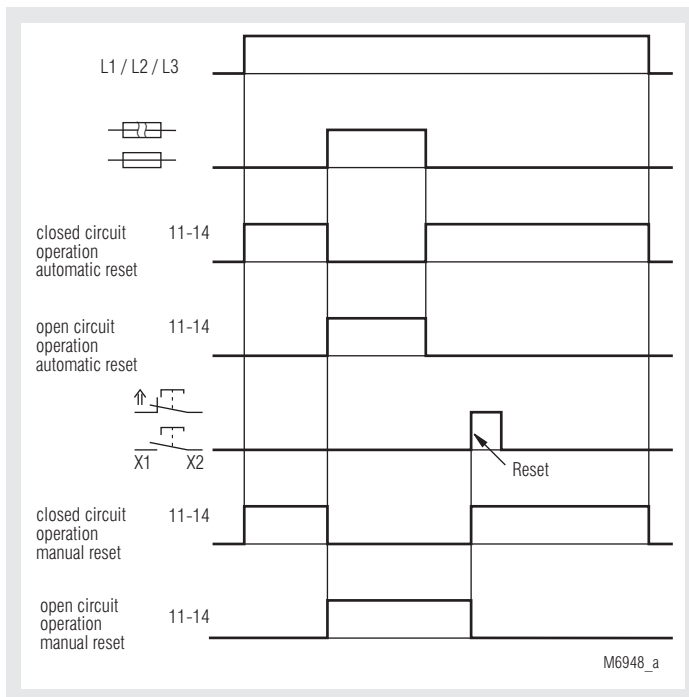 L1 / L2 / L3
closed circuit 11-14
operation
automatic reset
open circuit 11-14
operation
automatic reset
X1 X2
Reset
closed circuit 11-14
operation
manual reset
open circuit 11-14
operation
manual reset
M6948_a